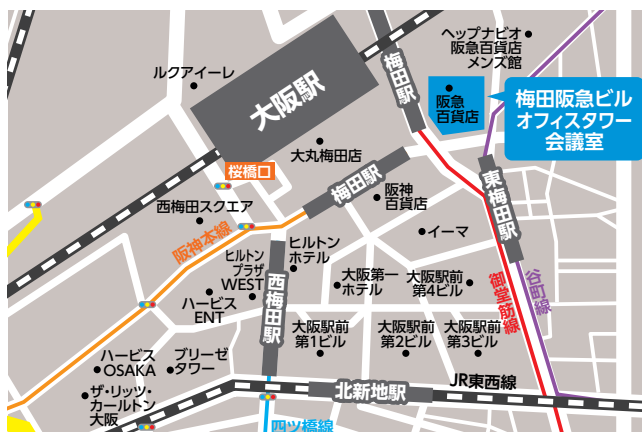 ヘップナビオ
阪急百貨店
メンズ館
ルクアイーレ
大阪駅
梅田駅
阪急
百貨店
梅田阪急ビル
オフィスタワー
会議室
大丸梅田店
桜橋口
梅田駅
阪神
百貨店
東梅田駅
西梅田スクエア
イーマ
阪神本線
ヒルトン
プラザ
WEST
ヒルトン
ホテル
西梅田駅
大阪第一
ホテル
大阪駅前
第4ビル
御堂筋線
谷町線
ハービス
ENT
大阪駅前
第1ビル
大阪駅前
第2ビル
大阪駅前
第3ビル
ハービス
OSAKA
ブリーゼ
タワー
ザ・リッツ・
カールトン
大阪
北新地駅
JR東西線
四ツ橋線